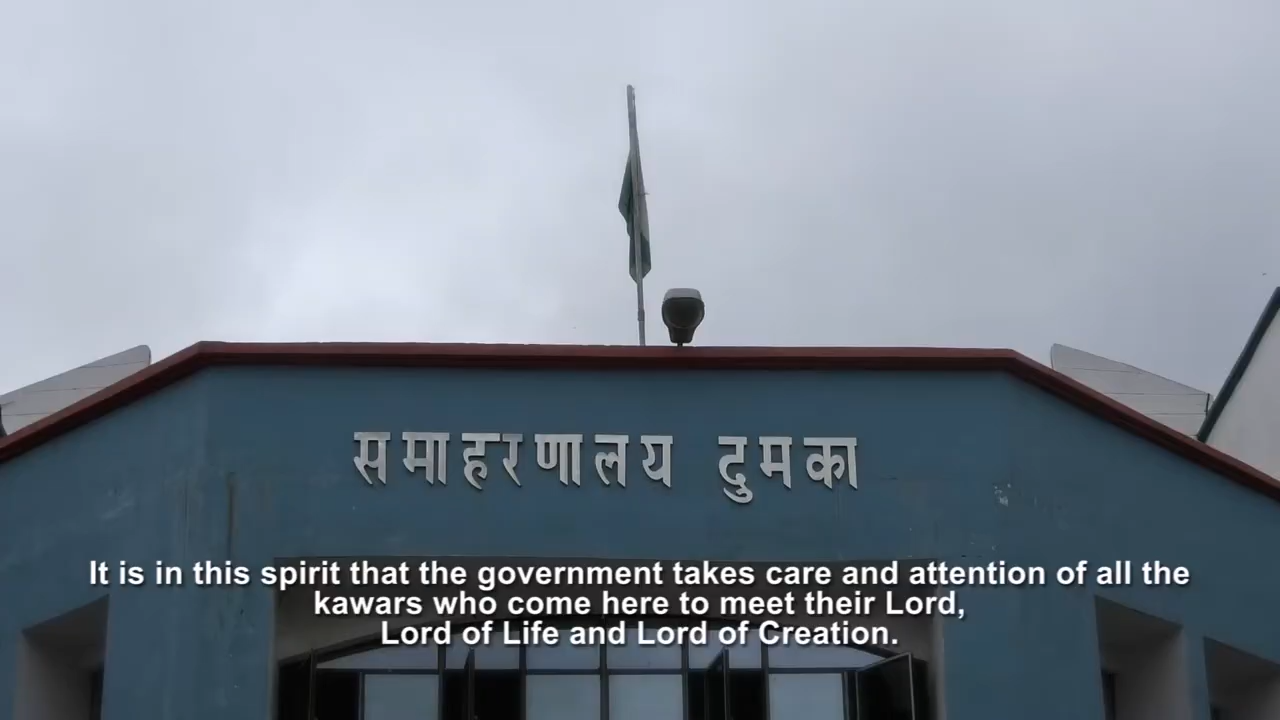 समाहरणालय दुमका
It is in this spirit that the government takes care and attention of all the
kawars who come here to meet their Lord,
Lord of Life and Lord of Creation.